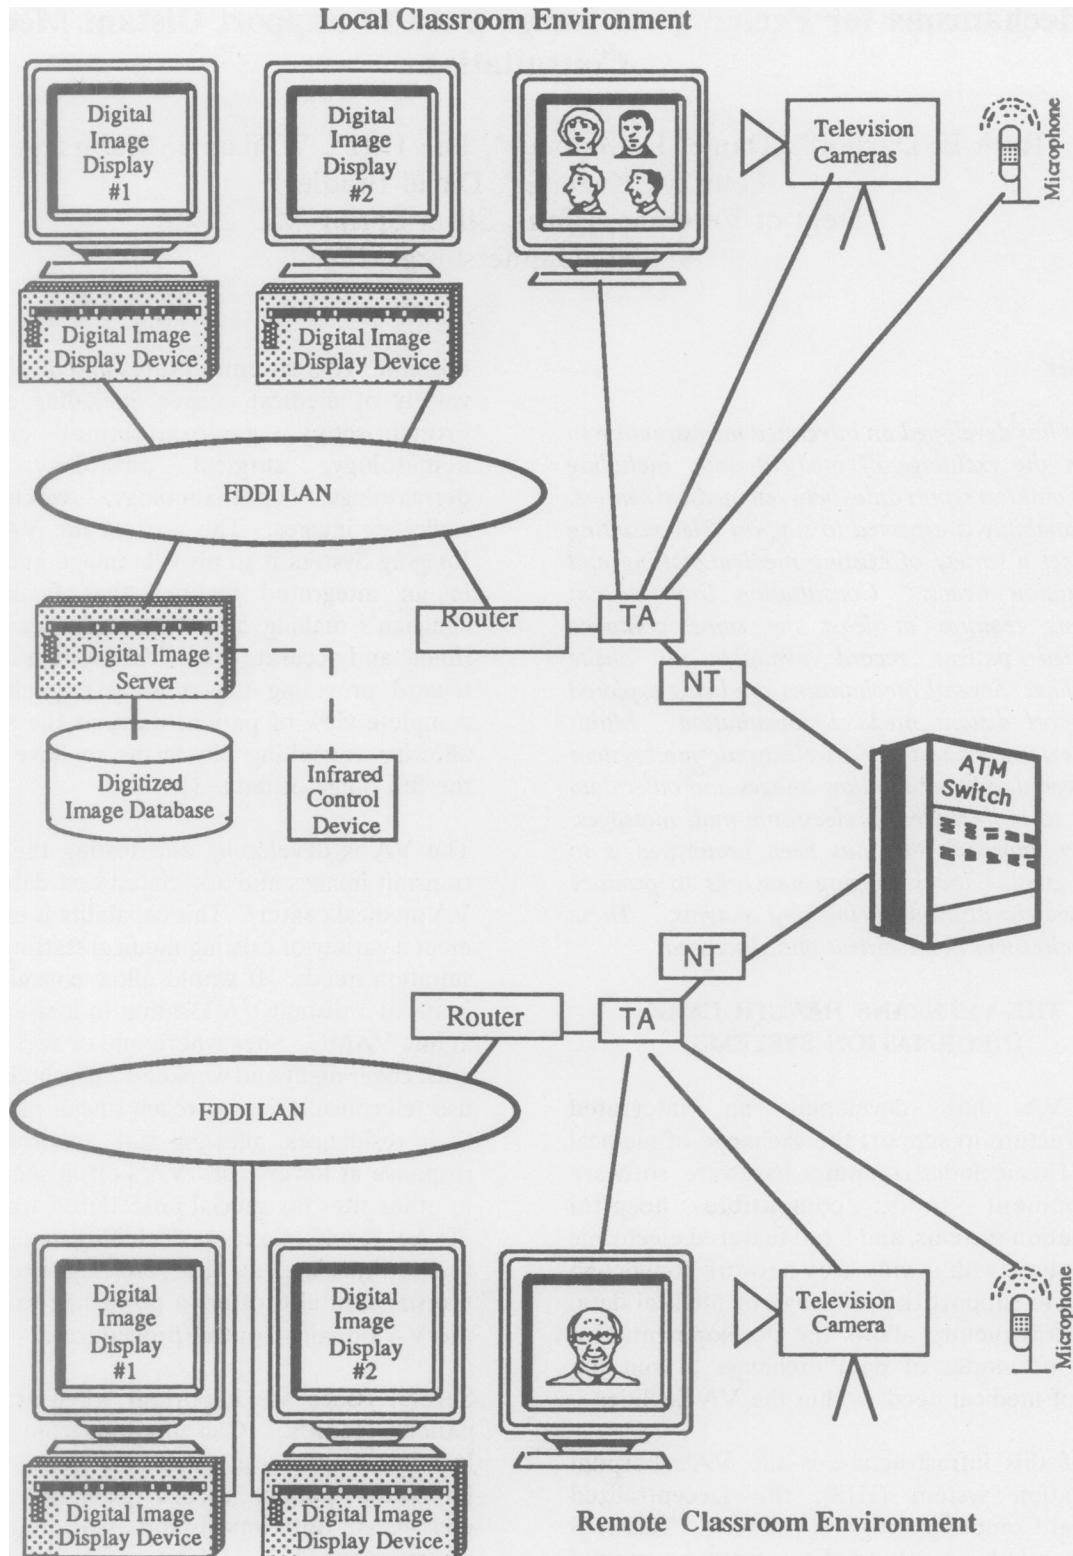 Local Classroom Environment
Digital
Image
Display
#1
Digital
Image
Display
#2
Television
Cameras
Microphone
Digital Image
Display Device
Digital Image
Display Device
FDDI LAN
Router
TA
NT
Digital Image
Server
Digitized
Image Database
Infrared
Control
Device
ATM
Switch
NT
Router
TA
FDDI LAN
Digital
Image
Display
#1
Digital
Image
Display
#2
Television
Camera
Microphone
Digital Image
Display Device
Digital Image
Display Device
Remote Classroom Environment